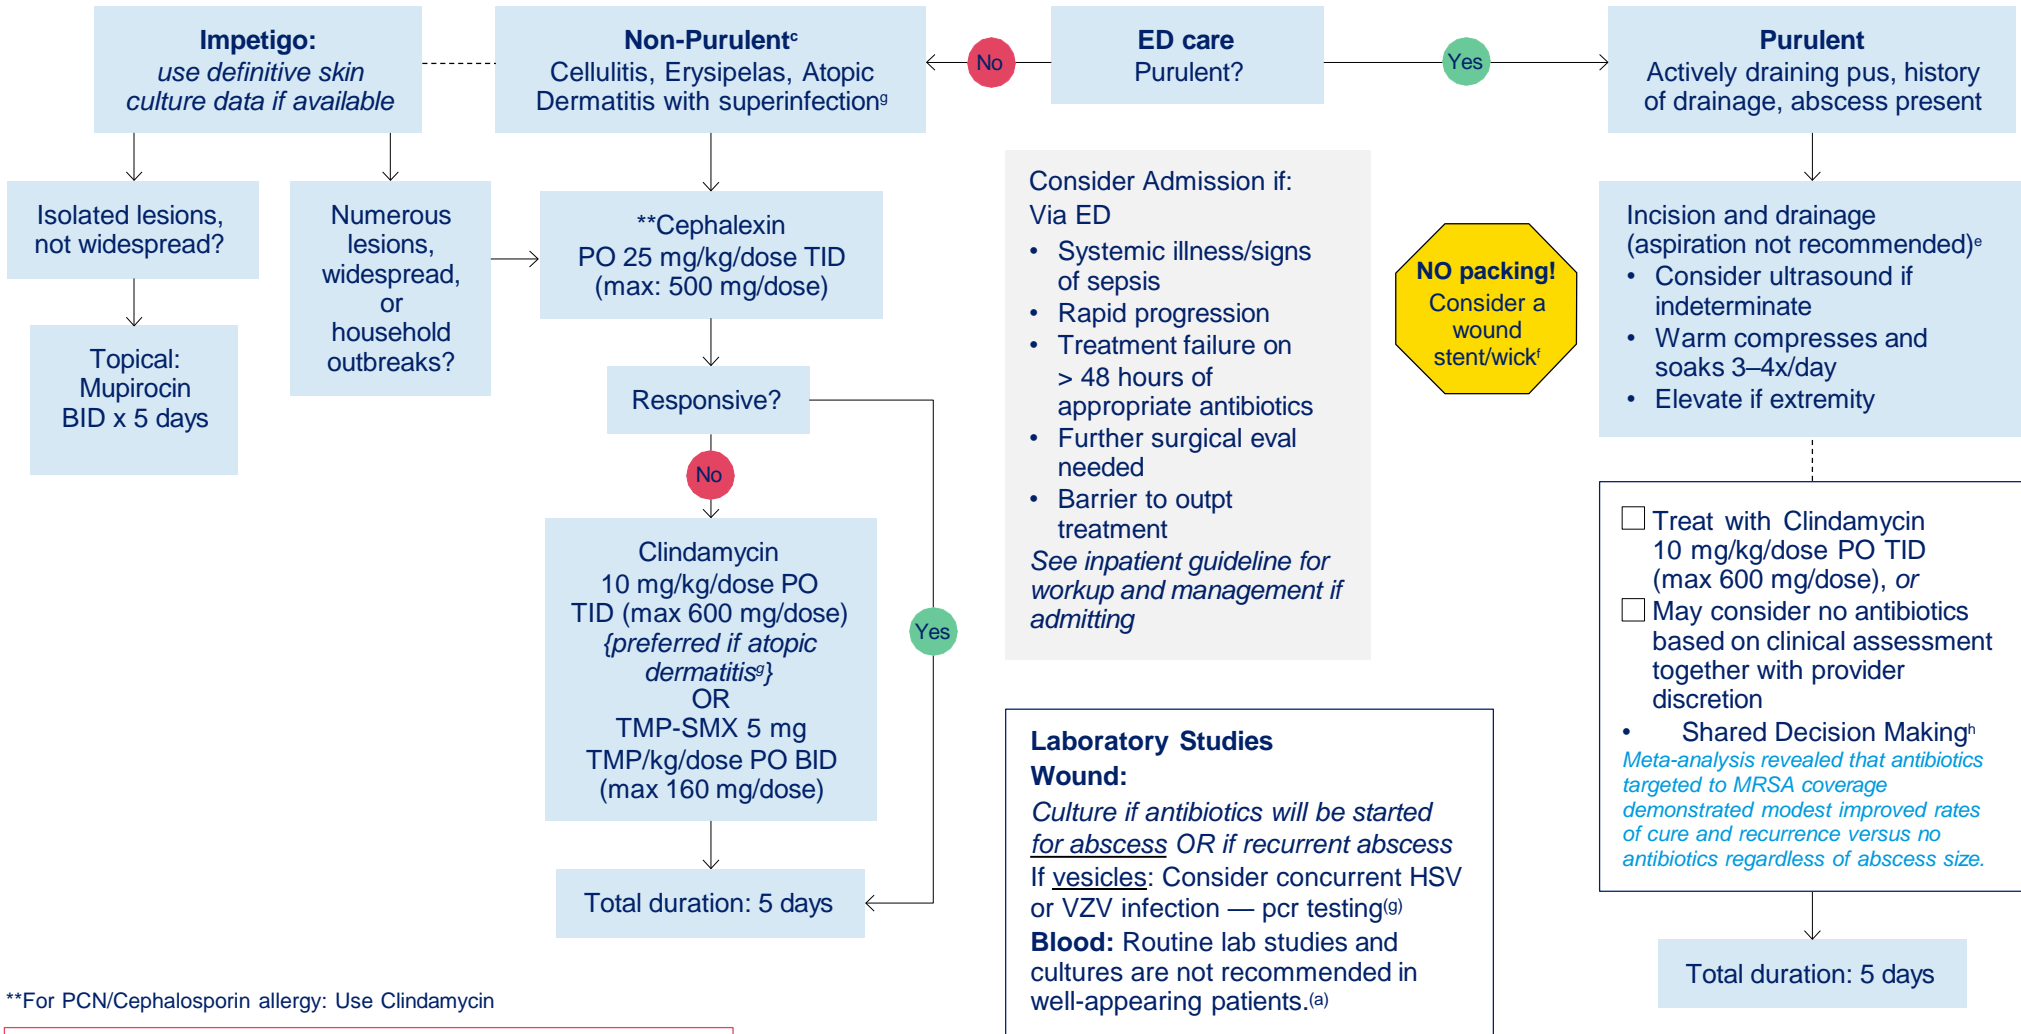 Impetigo:
use definitive skin
culture data if available
Non-Purulentᶜ
Cellulitis, Erysipelas, Atopic
Dermatitis with superinfectionᵍ
No
ED care
Purulent?
Yes
Purulent
Actively draining pus, history
of drainage, abscess present
Isolated lesions,
not widespread?
Topical:
Mupirocin
BID x 5 days
Numerous
lesions,
widespread,
or
household
outbreaks?
**Cephalexin
PO 25 mg/kg/dose TID
(max: 500 mg/dose)
Responsive?
No
Yes
Clindamycin
10 mg/kg/dose PO
TID (max 600 mg/dose)
{preferred if atopic
dermatitisᵍ}
OR
TMP-SMX 5 mg
TMP/kg/dose PO BID
(max 160 mg/dose)
Total duration: 5 days
Consider Admission if:
Via ED
• Systemic illness/signs
of sepsis
• Rapid progression
• Treatment failure on
> 48 hours of
appropriate antibiotics
• Further surgical eval
needed
• Barrier to outpt
treatment
See inpatient guideline for
workup and management if
admitting
NO packing!
Consider a
wound
stent/wickᶠ
Incision and drainage
(aspiration not recommended)ᵉ
• Consider ultrasound if
indeterminate
• Warm compresses and
soaks 3–4x/day
• Elevate if extremity
Treat with Clindamycin
10 mg/kg/dose PO TID
(max 600 mg/dose), or
May consider no antibiotics
based on clinical assessment
together with provider
discretion
• Shared Decision Makingʰ
Meta-analysis revealed that antibiotics
targeted to MRSA coverage
demonstrated modest improved rates
of cure and recurrence versus no
antibiotics regardless of abscess size.
Total duration: 5 days
Laboratory Studies
Wound:
Culture if antibiotics will be started
for abscess OR if recurrent abscess
If vesicles: Consider concurrent HSV
or VZV infection — pcr testing(g)
Blood: Routine lab studies and
cultures are not recommended in
well-appearing patients.(a)
**For PCN/Cephalosporin allergy: Use Clindamycin